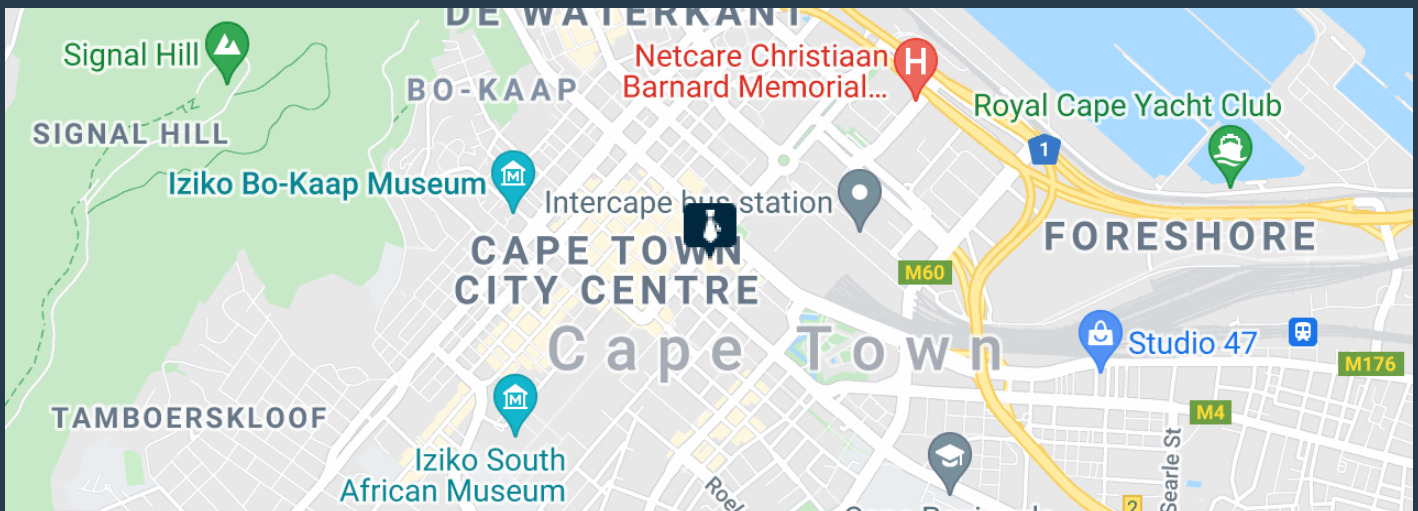 DE WATERKANT
Signal Hill
Netcare Christiaan
Barnard Memorial...
H
BO-KAAP
Royal Cape Yacht Club
SIGNAL HILL
1
Iziko Bo-Kaap Museum
Intercape bus station
CAPE TOWN
CITY CENTRE
FORESHORE
M60
Cape Town
Studio 47
M176
TAMBOERSKLOOF
M4
Searle St
Iziko South
African Museum
2